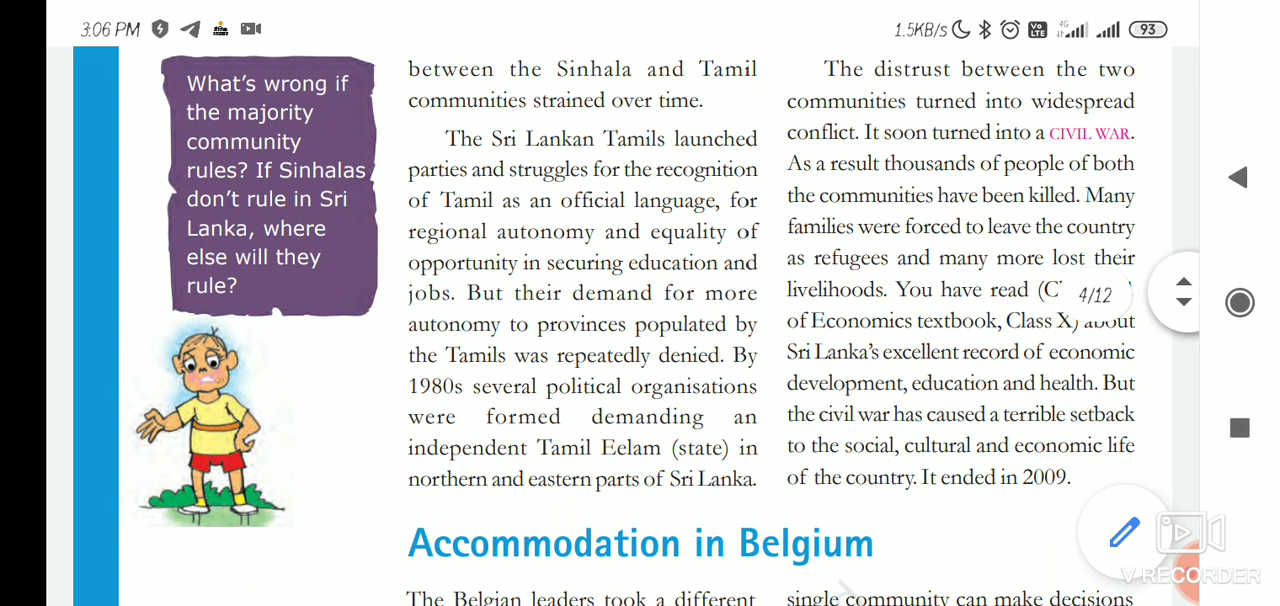 3:06 PM
1.5KB/s
4G
Vo
LTE
93
What's wrong if
the majority
community
rules? If Sinhalas
don't rule in Sri
Lanka, where
else will they
rule?
between the Sinhala and Tamil
communities strained over time.
The Sri Lankan Tamils launched
parties and struggles for the recognition
of Tamil as an official language, for
regional autonomy and equality of
opportunity in securing education and
jobs. But their demand for more
autonomy to provinces populated by
the Tamils was repeatedly denied. By
1980s several political organisations
were formed demanding an
independent Tamil Eelam (state) in
northern and eastern parts of Sri Lanka.
The distrust between the two
communities turned into widespread
conflict. It soon turned into a CIVIL WAR.
As a result thousands of people of both
the communities have been killed. Many
families were forced to leave the country
as refugees and many more lost their
livelihoods. You have read
4/12
of Economics textbook, Class X) about
Sri Lanka's excellent record of economic
development, education and health. But
the civil war has caused a terrible setback
to the social, cultural and economic life
of the country. It ended in 2009.
Accommodation in Belgium
The Belgian leaders took a different
single community can make decisions
V RECORDER